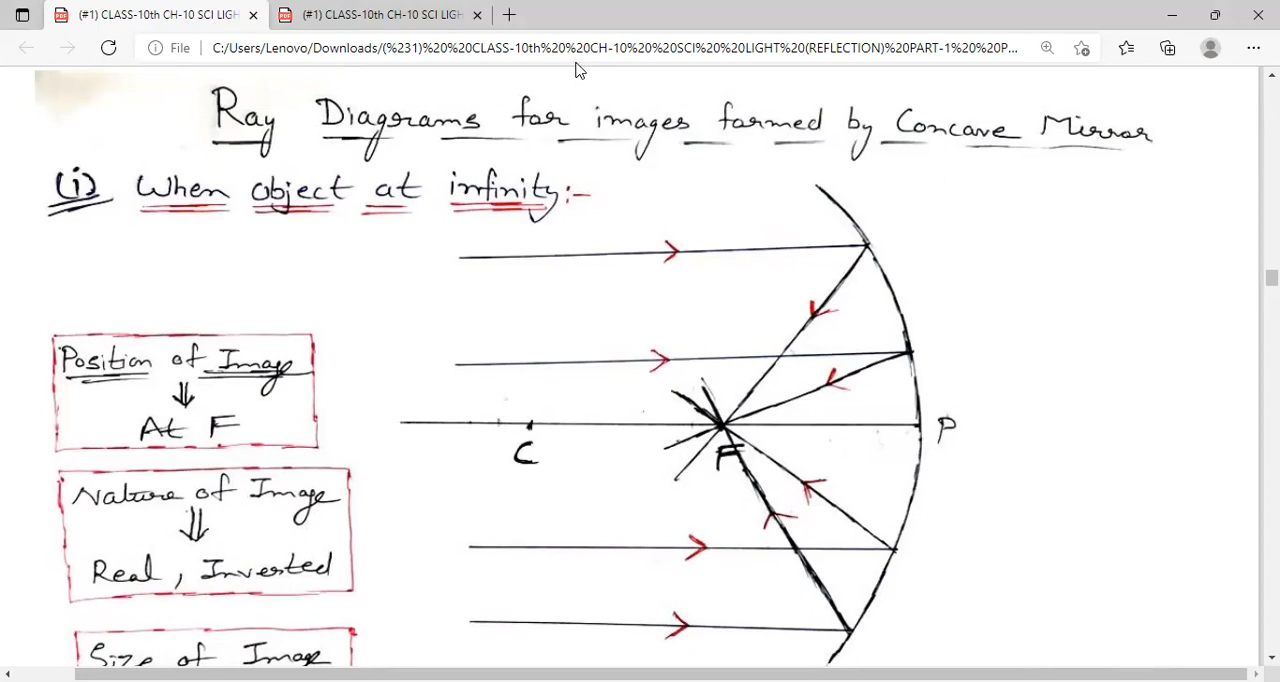 (#1) CLASS-10th CH-10 SCI LIGH
(#1) CLASS-10th CH-10 SCI LIGH
File
C:/Users/Lenovo/Downloads/(%231)%20%20CLASS-10th%20%20CH-10%20%20SCI%20%20LIGHT%20(REFLECTION)%20PART-1%20%20P...
Ray Diagrams for images formed by Concave Mirror
(i) When object at infinity:-
Position of Image
At F
Nature of Image
Real, Inverted
Size of Image
C
F
P